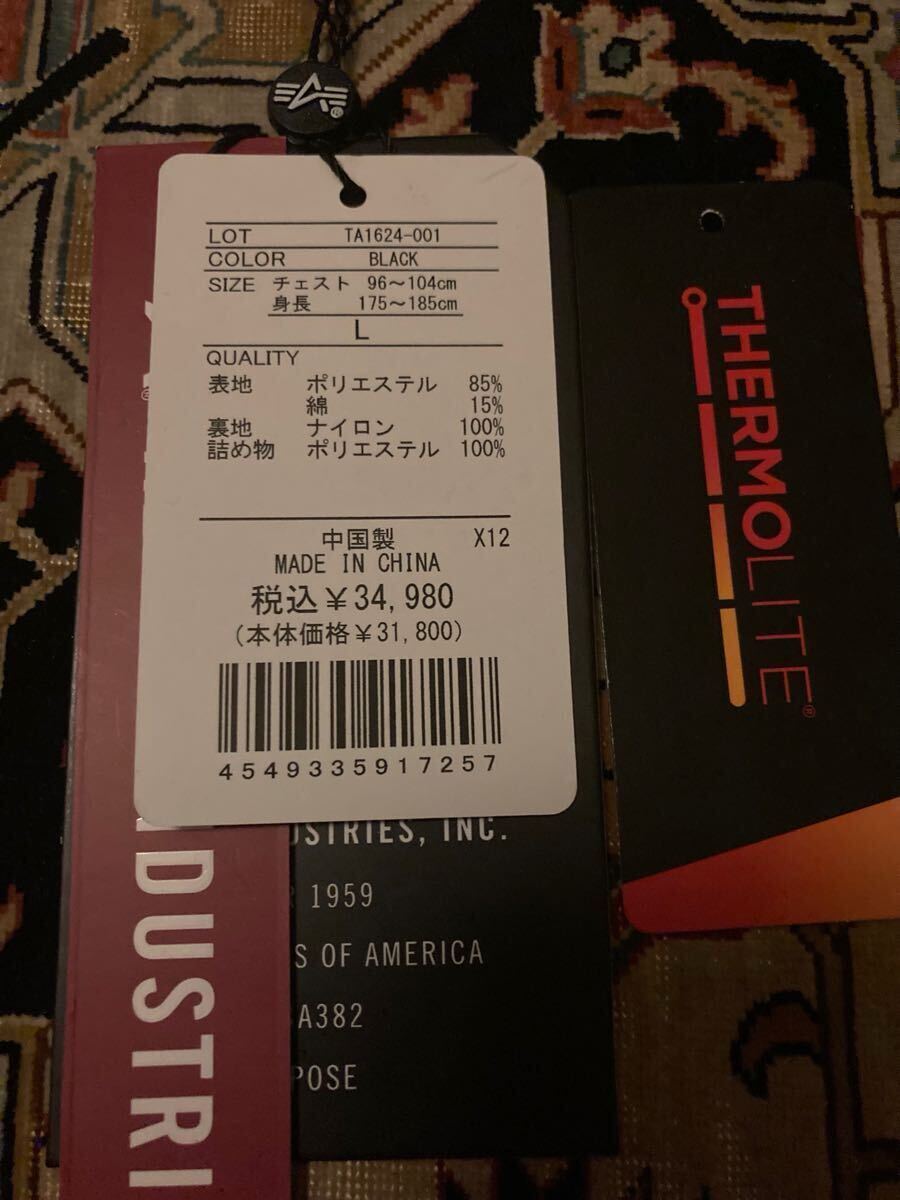 LOT TA1624-001
COLOR BLACK
SIZE チェスト 96～104cm
身長 175～185cm
L
QUALITY
表地 ポリエステル 85%
綿 15%
裏地 ナイロン 100%
詰め物 ポリエステル 100%
中国製 X12
MADE IN CHINA
税込￥34,980
(本体価格￥31,800)
4549335917257
INC.
1959
OF AMERICA
A382
THERMOLITE®